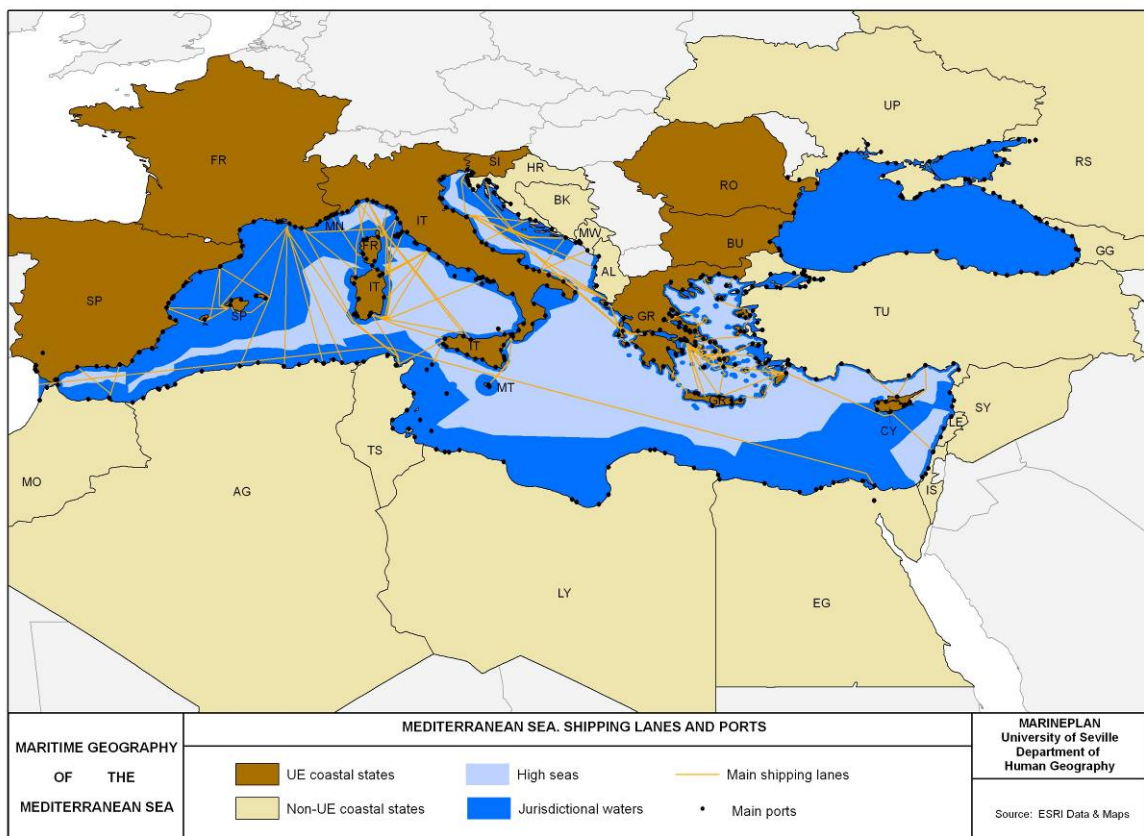 UP
FR
SI
HR
RS
RO
BK
MN
IT
MW
BU
GG
FR
AL
IT
SP
SP
GR
TU
IT
MT
GR
CY
LE
SY
TS
MO
AG
IS
LY
EG
MARITIME GEOGRAPHY
OF THE
MEDITERRANEAN SEA
MEDITERRANEAN SEA. SHIPPING LANES AND PORTS
UE coastal states
High seas
Main shipping lanes
Non-UE coastal states
Jurisdictional waters
Main ports
MARINEPLAN
University of Seville
Department of
Human Geography
Source: ESRI Data & Maps